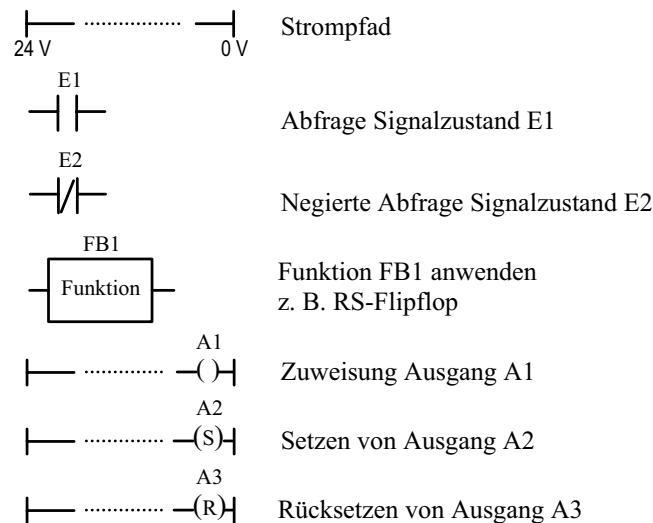 Strompfad
24 V 0 V
E1
Abfrage Signalzustand E1
E2
Negierte Abfrage Signalzustand E2
FB1
Funktion
Funktion FB1 anwenden
z. B. RS-Flipflop
A1
( )
Zuweisung Ausgang A1
A2
(S)
Setzen von Ausgang A2
A3
(R)
Rücksetzen von Ausgang A3